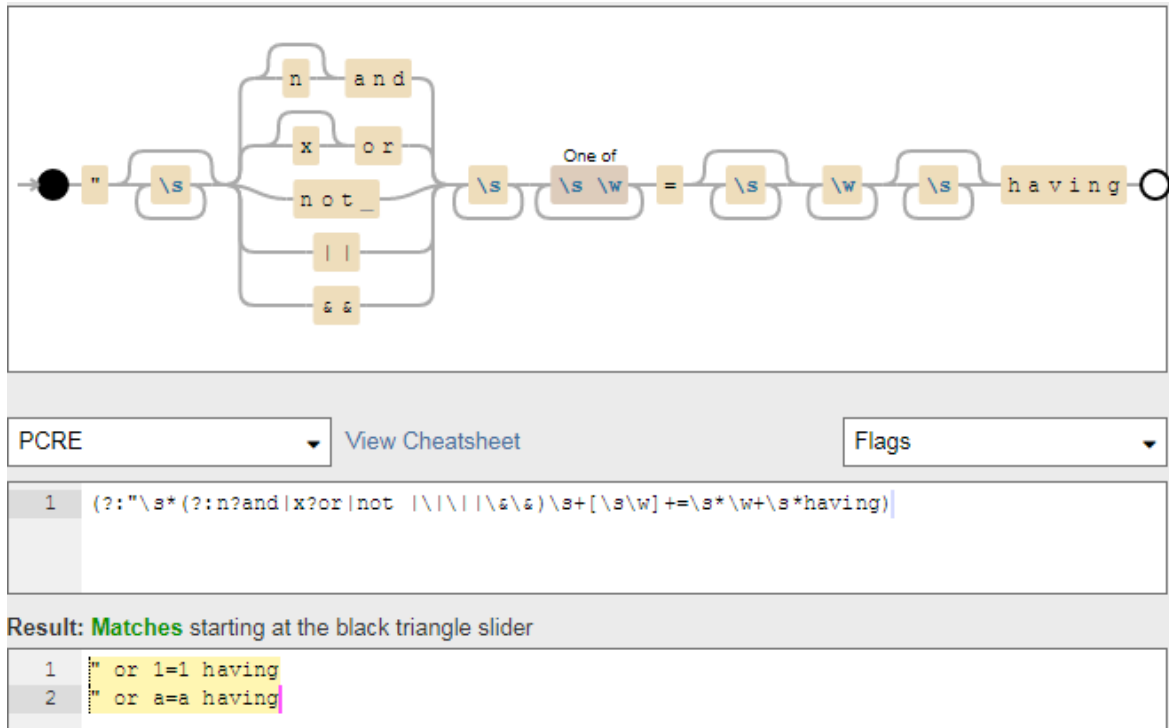 n and
x or
One of
" \s not_ \s \s \w = \s \w \s having
||
&&
PCRE View Cheatsheet Flags
1 (?:"\s*(?:n?and|x?or|not |\|\||\&\&)\s+[\s\w]+=\s*\w+\s*having)
Result: Matches starting at the black triangle slider
1 " or 1=1 having
2 " or a=a having